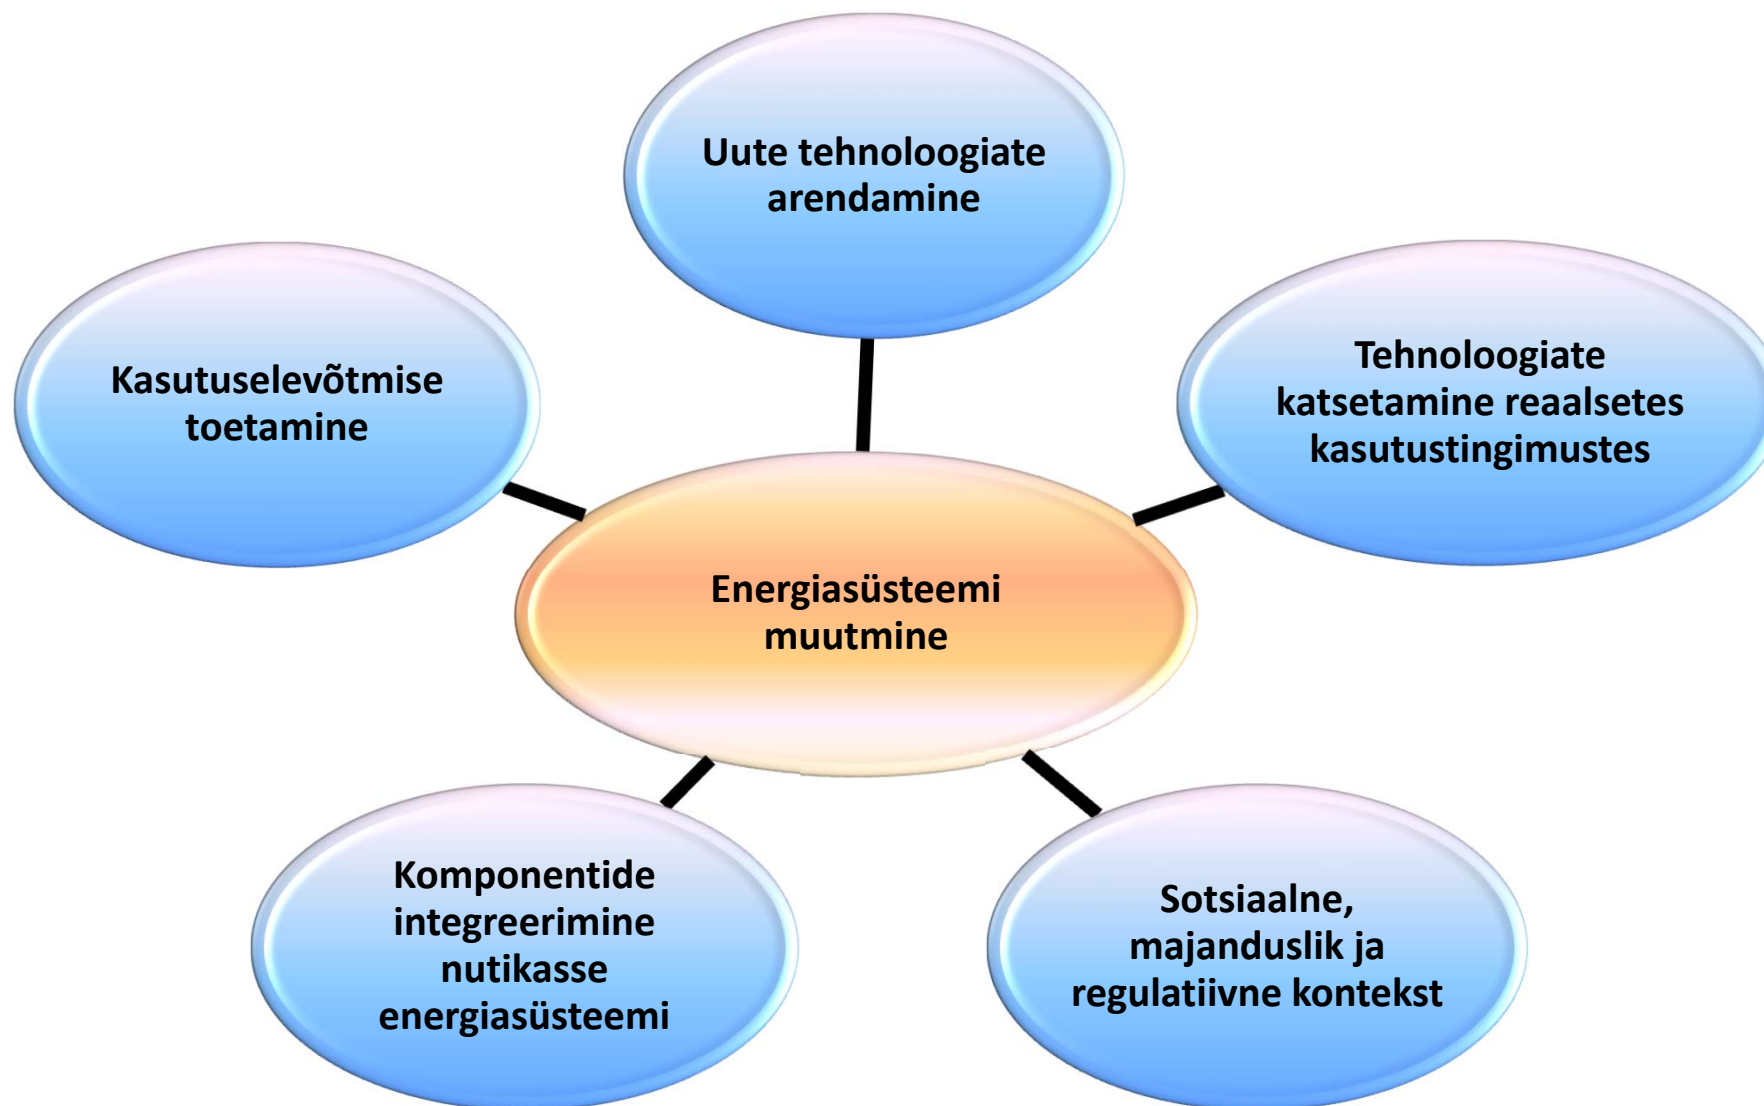 Uute tehnoloogiate
arendamine
Kasutuselevõtmise
toetamine
Tehnoloogiate
katsetamine reaalsetes
kasutustingimustes
Energiasüsteemi
muutmine
Komponentide
integreerimine
nutikasse
energiasüsteemi
Sotsiaalne,
majanduslik ja
regulatiivne kontekst